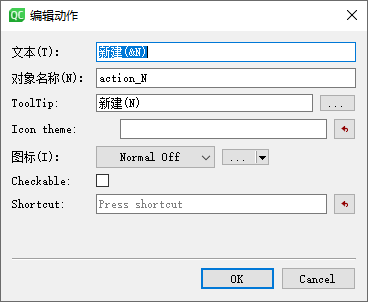 QC 编辑动作
文本(T): 新建(&N)
对象名称(N): action_N
ToolTip: 新建(N) ...
Icon theme:
图标(I): Normal Off ...
Checkable:
Shortcut: Press shortcut
OK Cancel